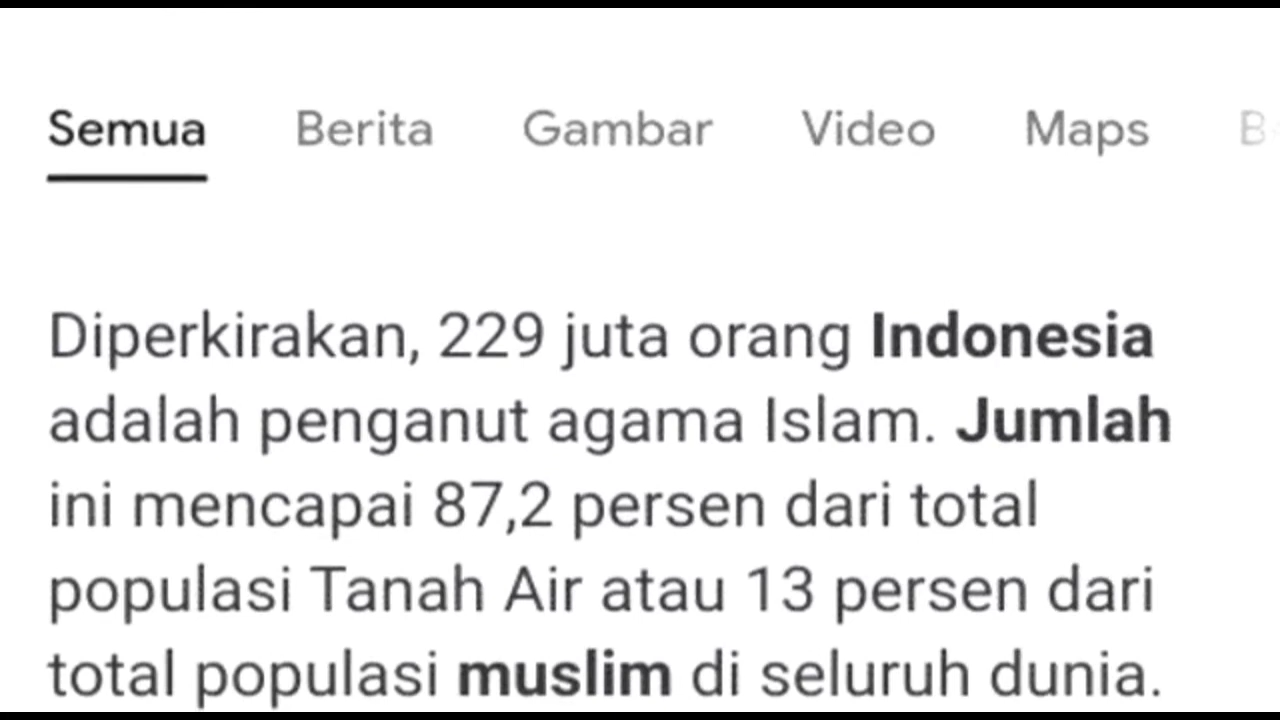 Semua Berita Gambar Video Maps
Diperkirakan, 229 juta orang Indonesia
adalah penganut agama Islam. Jumlah
ini mencapai 87,2 persen dari total
populasi Tanah Air atau 13 persen dari
total populasi muslim di seluruh dunia.